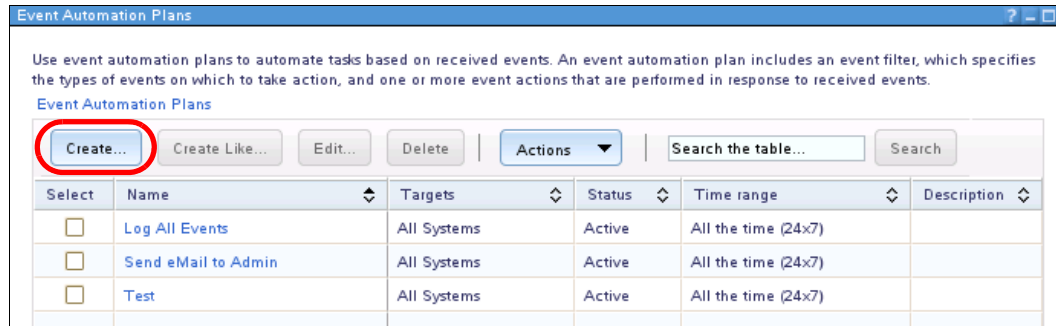 Event Automation Plans
?
Use event automation plans to automate tasks based on received events. An event automation plan includes an event filter, which specifies
the types of events on which to take action, and one or more event actions that are performed in response to received events.
Event Automation Plans
Create... Create Like... Edit... Delete Actions Search the table... Search
Select Name Targets Status Time range Description
Log All Events All Systems Active All the time (24x7)
Send eMail to Admin All Systems Active All the time (24x7)
Test All Systems Active All the time (24x7)